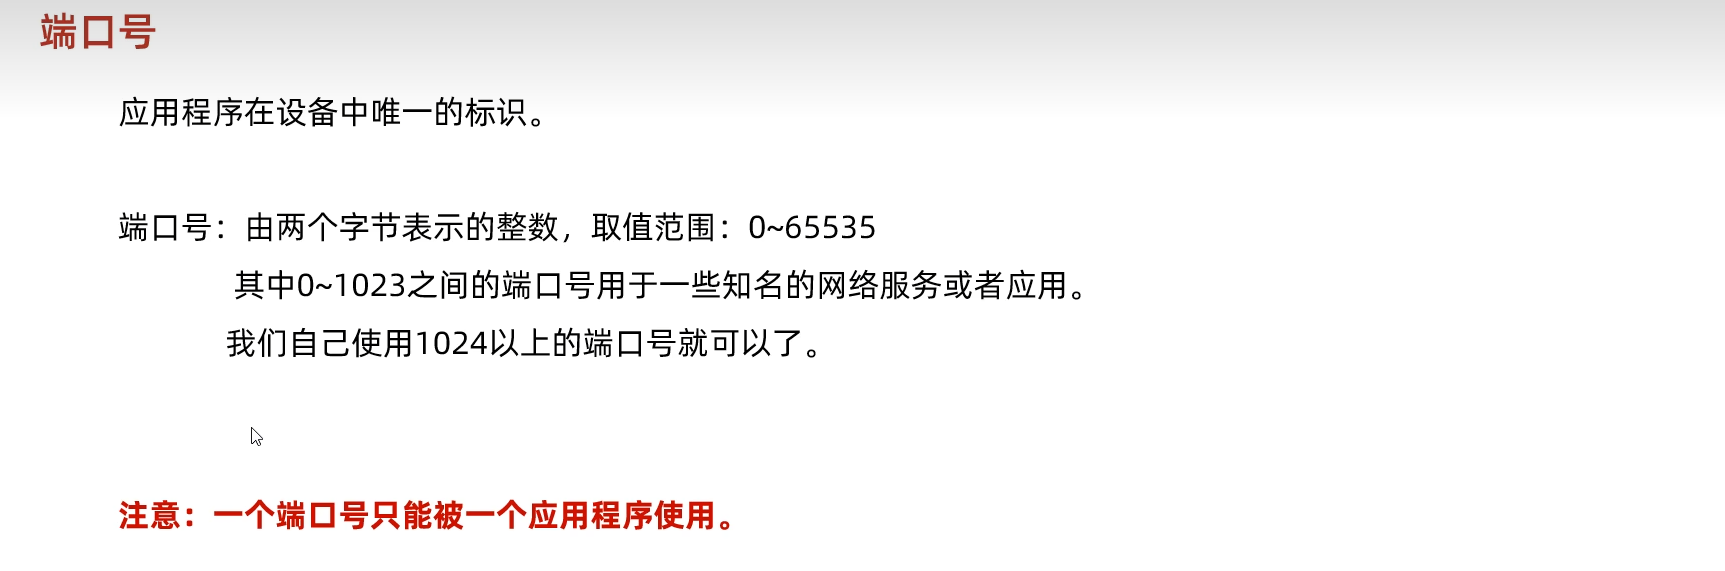 端口号
应用程序在设备中唯一的标识。
端口号：由两个字节表示的整数，取值范围：0~65535
其中0~1023之间的端口号用于一些知名的网络服务或者应用。
我们自己使用1024以上的端口号就可以了。
注意：一个端口号只能被一个应用程序使用。